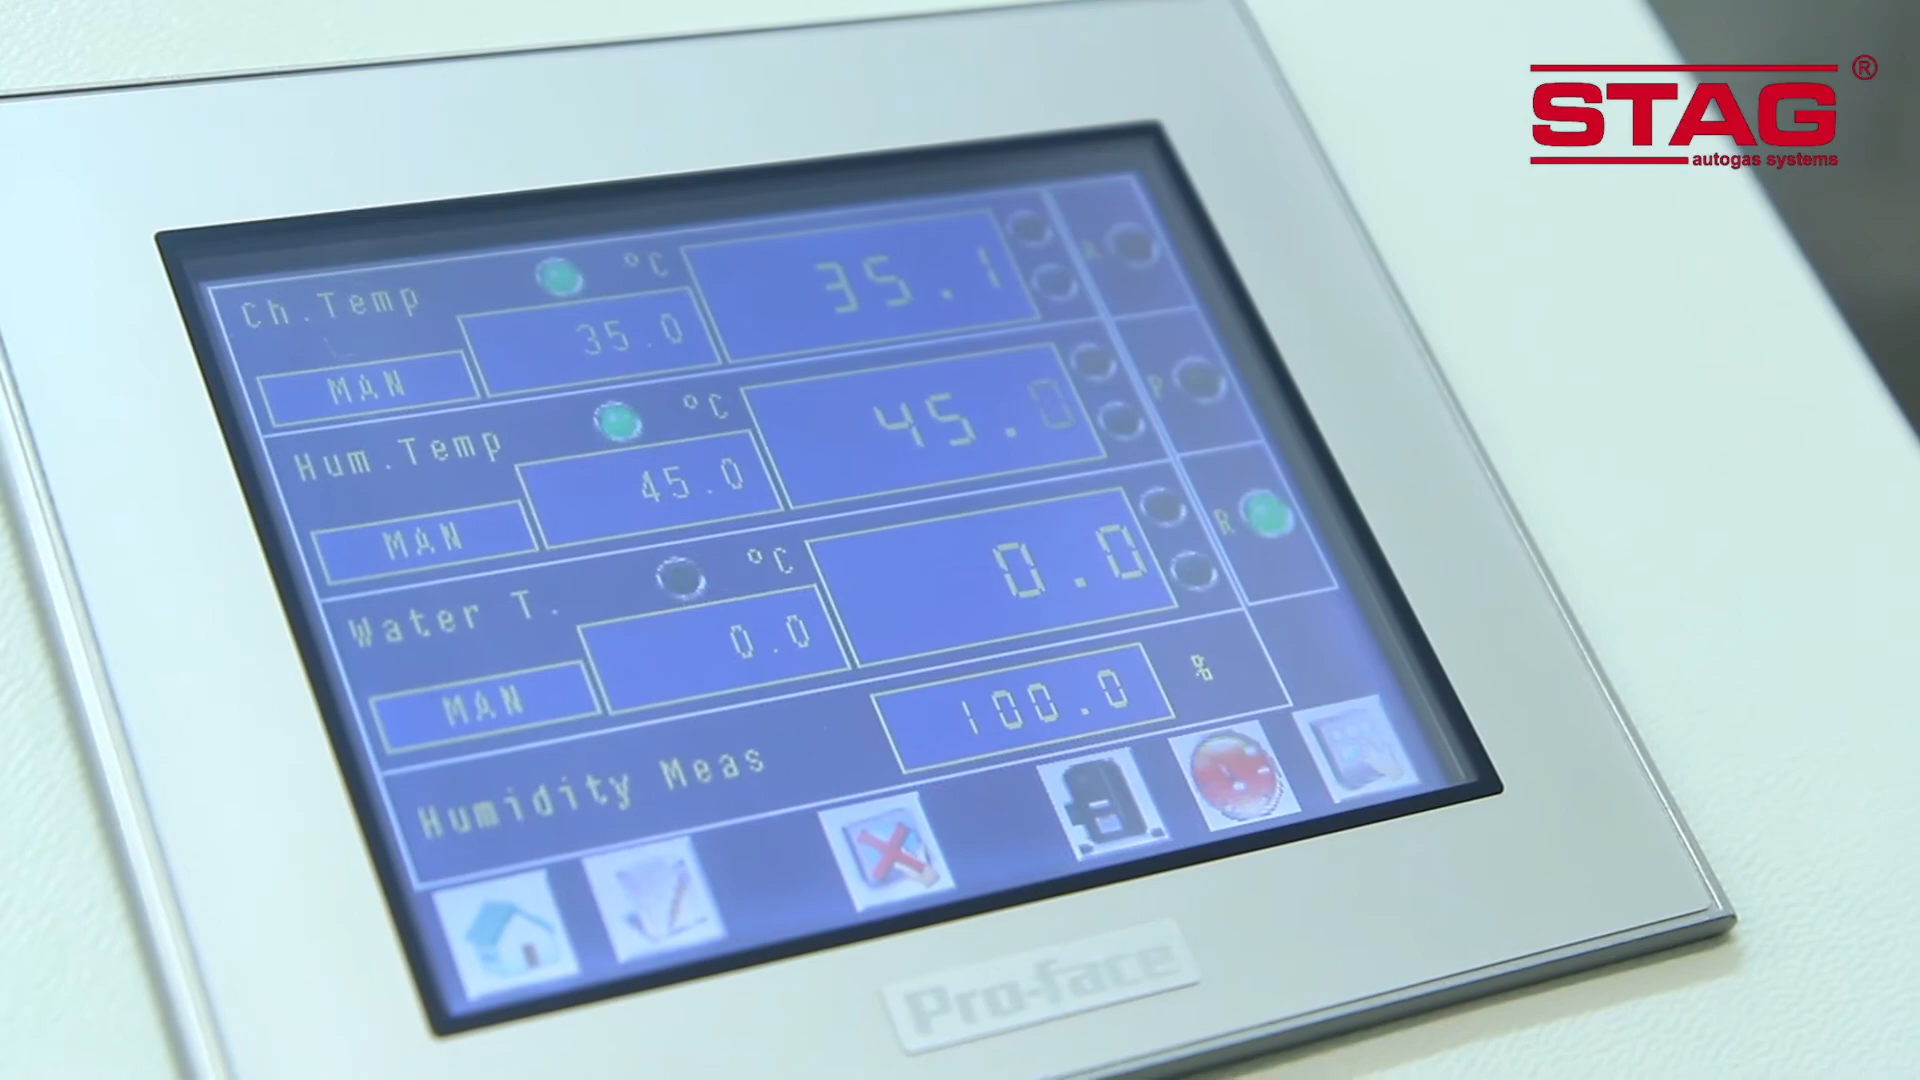 STAG ®
autogas systems
Ch.Temp °C 35.1 A
35.0
MAN
Hum.Temp °C 45.0 P
45.0
MAN
Water T. °C 0.0 R
0.0
MAN
Humidity Meas 100.0 %
Pro-face